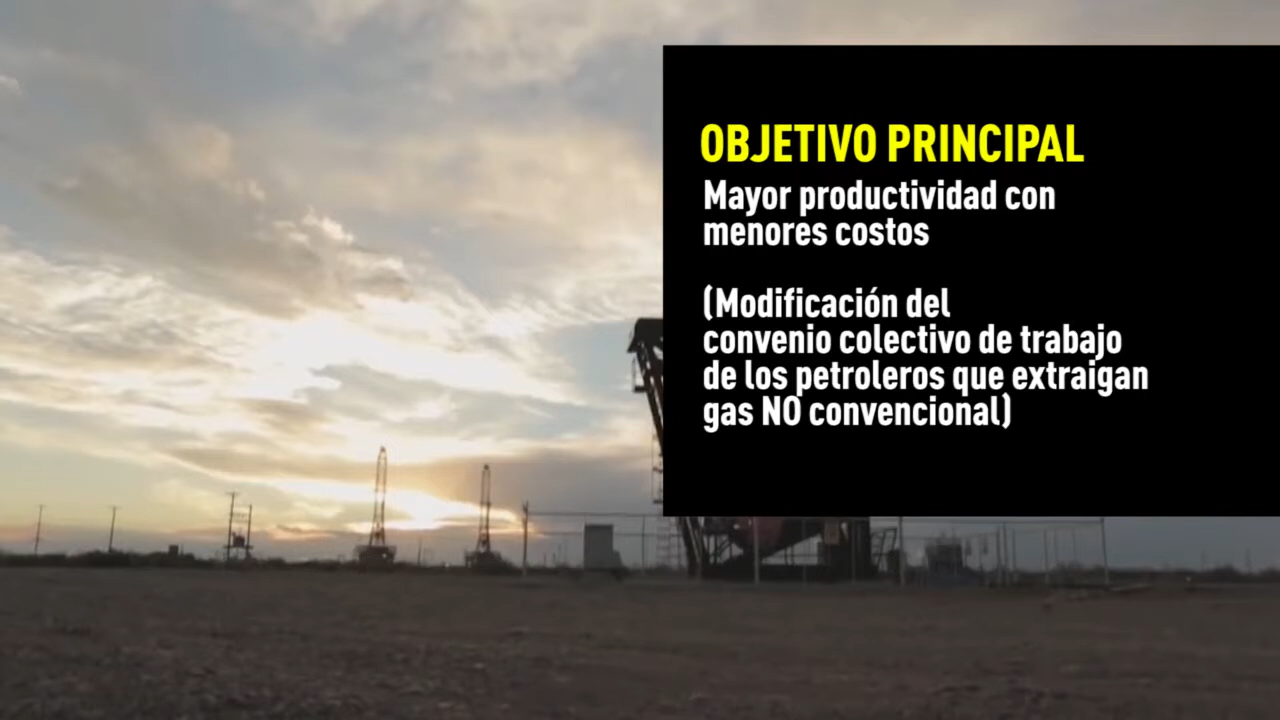 OBJETIVO PRINCIPAL
Mayor productividad con
menores costos
(Modificación del
convenio colectivo de trabajo
de los petroleros que extraigan
gas NO convencional)